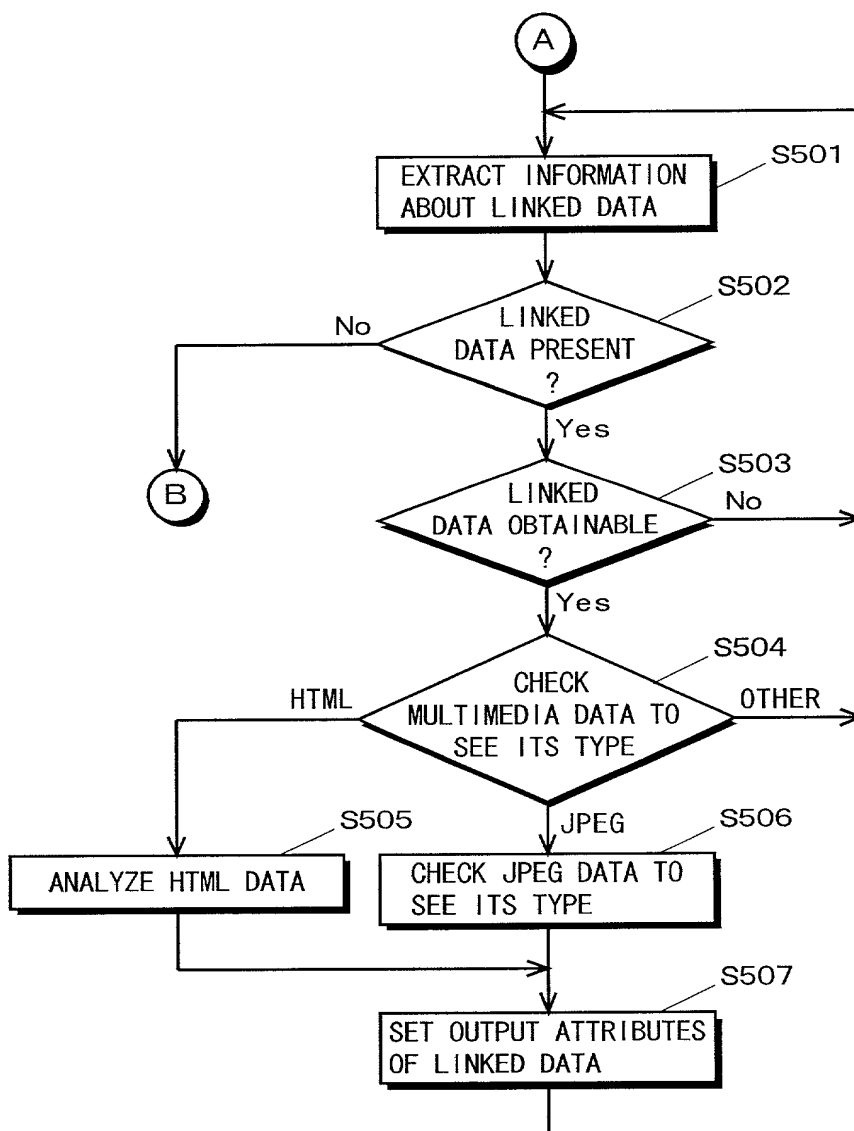 A
S501
EXTRACT INFORMATION
ABOUT LINKED DATA
S502
No
LINKED
DATA PRESENT
?
Yes
B
S503
LINKED
DATA OBTAINABLE
?
No
Yes
S504
HTML
CHECK
MULTIMEDIA DATA TO
SEE ITS TYPE
OTHER
JPEG
S505
ANALYZE HTML DATA
S506
CHECK JPEG DATA TO
SEE ITS TYPE
S507
SET OUTPUT ATTRIBUTES
OF LINKED DATA